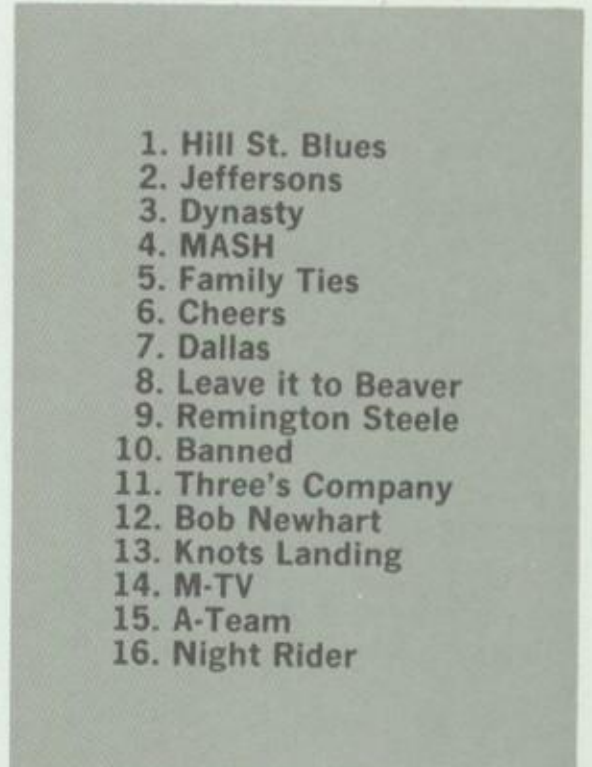 1. Hill St. Blues
2. Jeffersons
3. Dynasty
4. MASH
5. Family Ties
6. Cheers
7. Dallas
8. Leave it to Beaver
9. Remington Steele
10. Banned
11. Three's Company
12. Bob Newhart
13. Knots Landing
14. M-TV
15. A-Team
16. Night Rider